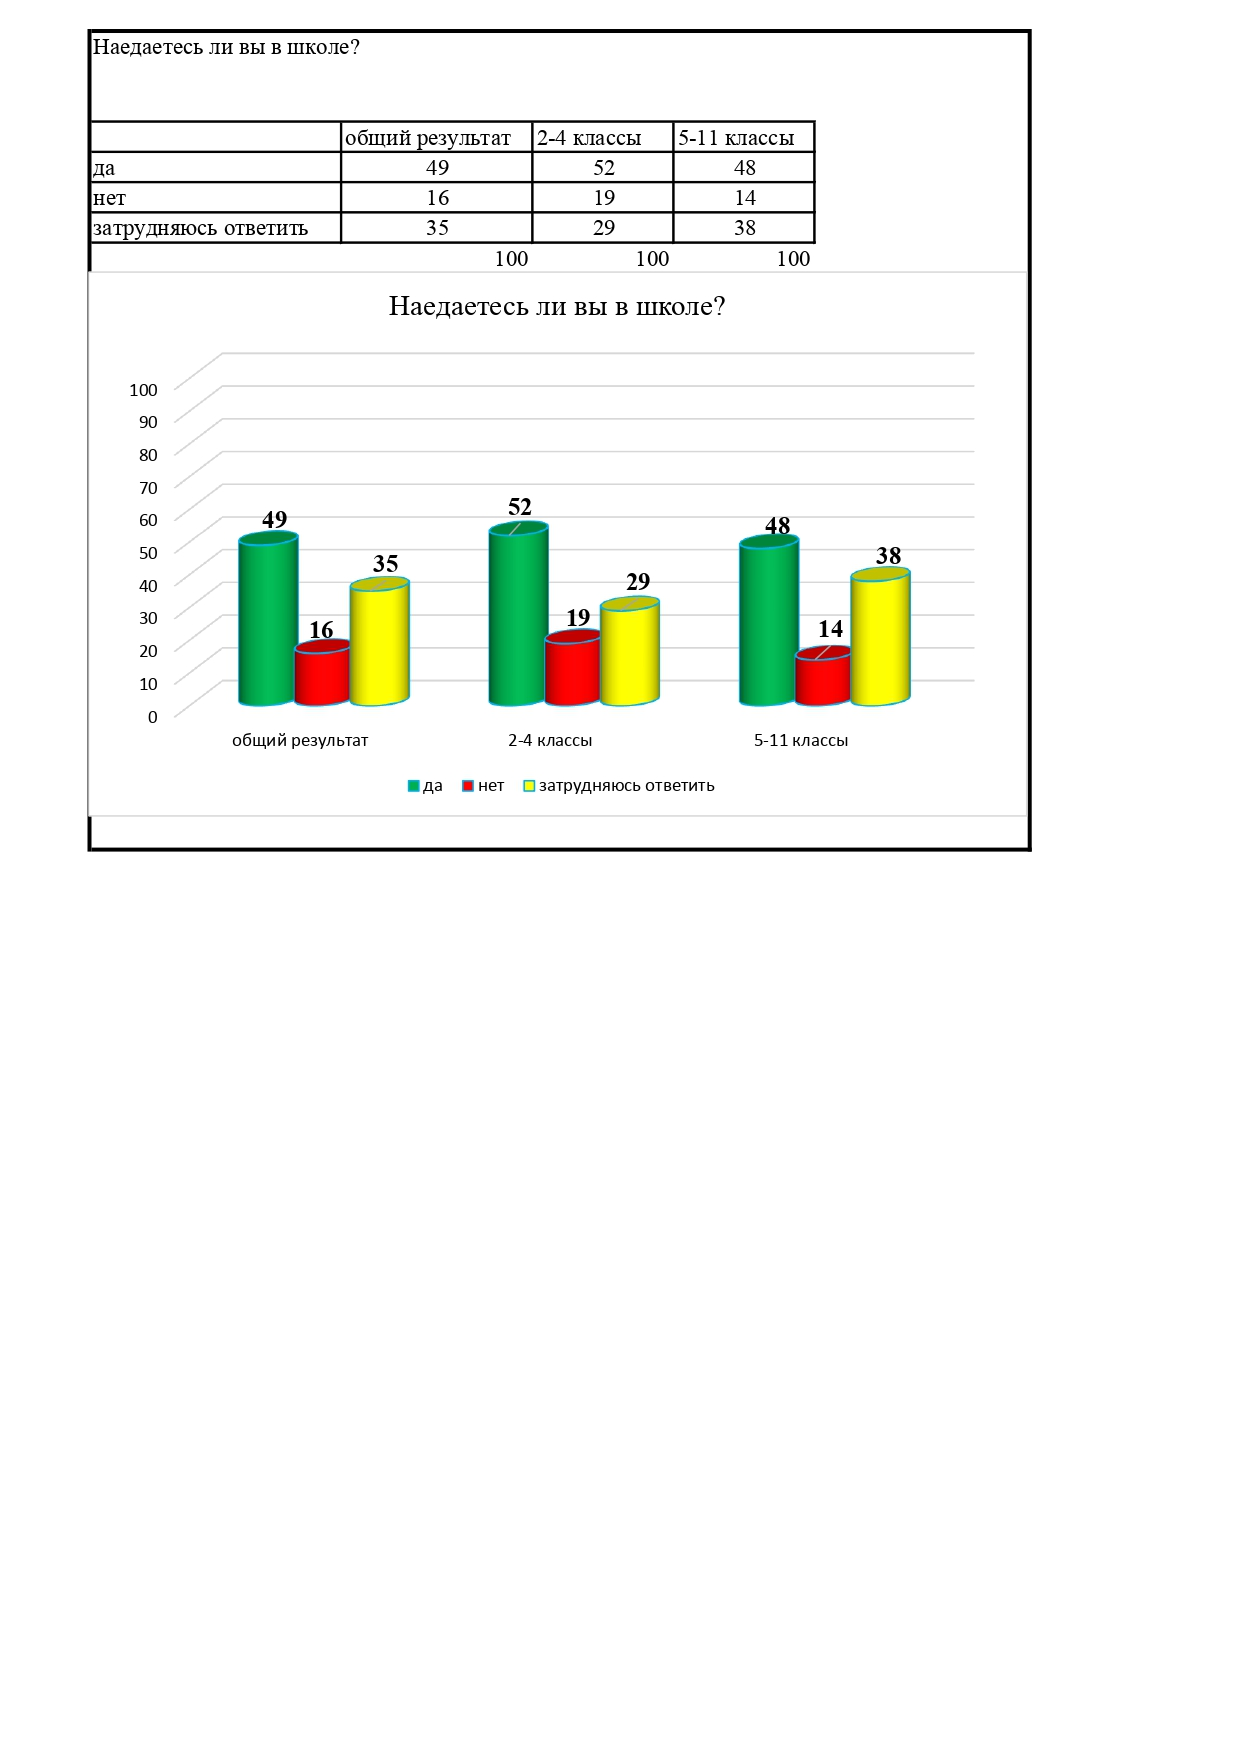 Наедаетесь ли вы в школе?
общий результат 2-4 классы 5-11 классы
да 49 52 48
нет 16 19 14
затрудняюсь ответить 35 29 38
100 100 100
Наедаетесь ли вы в школе?
100
90
80
70
60
50
40
30
20
10
0
49 16 35 52 19 29 48 14 38
общий результат 2-4 классы 5-11 классы
да нет затрудняюсь ответить